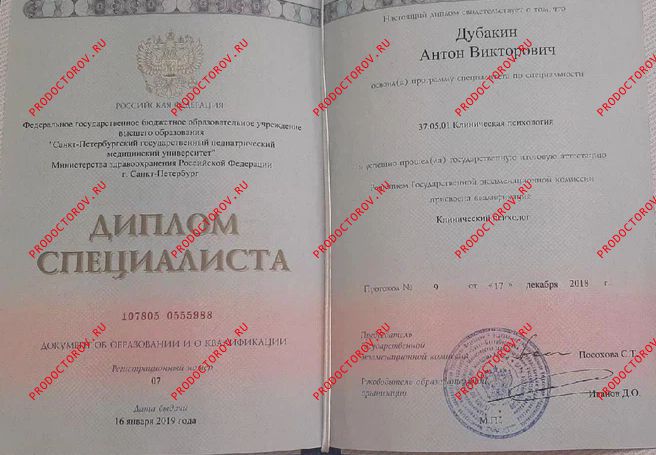 РОССИЙСКАЯ ФЕДЕРАЦИЯ
Федеральное государственное бюджетное образовательное учреждение
высшего образования
"Санкт-Петербургский государственный педиатрический
медицинский университет"
Министерства здравоохранения Российской Федерации
г. Санкт-Петербург
ДИПЛОМ
СПЕЦИАЛИСТА
107805 0555988
ДОКУМЕНТ ОБ ОБРАЗОВАНИИ И О КВАЛИФИКАЦИИ
Регистрационный номер
07
Дата выдачи
16 января 2019 года
Настоящий диплом свидетельствует о том, что
Дубакин
Антон Викторович
освоил(а) программу специалитета по специальности
37.05.01 Клиническая психология
и успешно прошел(ла) государственную итоговую аттестацию
Решением Государственной экзаменационной комиссии
присвоена квалификация
Клинический психолог
Протокол № 9 от «17» декабря 2018 г.
Председатель
Государственной
экзаменационной комиссии
Посохова С.Т.
Руководитель образовательной
организации
Иванов Д.О.
М.П.
PRODOCTOROV.RU